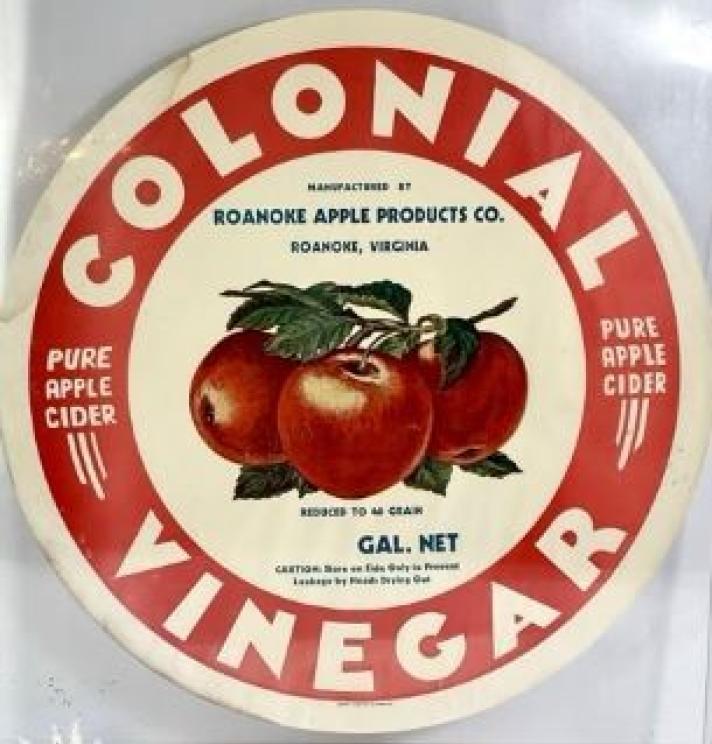 COLONIAL
MANUFACTURED BY
ROANOKE APPLE PRODUCTS CO.
ROANOKE, VIRGINIA
PURE
APPLE
CIDER
PURE
APPLE
CIDER
REDUCED TO GRAIN
GAL. NET
CAUTION: Store on Side Only to Prevent
Leakage by Heads Drying Out
VINEGAR